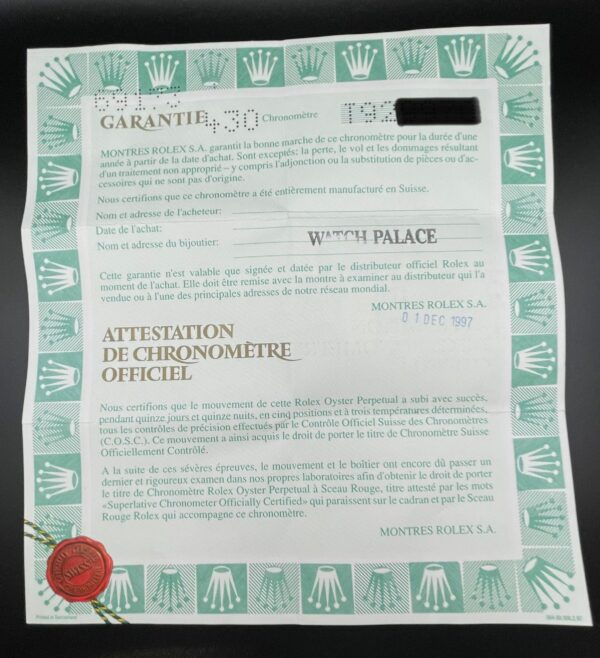 69173
GARANTIE 430 Chronomètre T92
MONTRES ROLEX S.A. garantit la bonne marche de ce chronomètre pour la durée d'une
année à partir de la date d'achat. Sont exceptés: la perte, le vol et les dommages résultant
d'un traitement non approprié – y compris l'adjonction ou la substitution de pièces ou d'ac-
cessoires qui ne sont pas d'origine.
Nous certifions que ce chronomètre a été entièrement manufacturé en Suisse.
Nom et adresse de l'acheteur:
Date de l'achat:
Nom et adresse du bijoutier: WATCH PALACE
Cette garantie n'est valable que signée et datée par le distributeur officiel Rolex au
moment de l'achat. Elle doit être remise avec la montre à examiner au distributeur qui l'a
vendue ou à l'une des principales adresses de notre réseau mondial.
MONTRES ROLEX S.A.
01 DEC 1997
ATTESTATION
DE CHRONOMÈTRE
OFFICIEL
Nous certifions que le mouvement de cette Rolex Oyster Perpetual a subi avec succès,
pendant quinze jours et quinze nuits, en cinq positions et à trois températures déterminées,
tous les contrôles de précision effectués par le Contrôle Officiel Suisse des Chronomètres
(C.O.S.C.). Ce mouvement a ainsi acquis le droit de porter le titre de Chronomètre Suisse
Officiellement Contrôlé.
A la suite de ces sévères épreuves, le mouvement et le boîtier ont encore dû passer un
dernier et rigoureux examen dans nos propres laboratoires afin d'obtenir le droit de porter
le titre de Chronomètre Rolex Oyster Perpetual à Sceau Rouge, titre attesté par les mots
«Superlative Chronometer Officially Certified» qui paraissent sur le cadran et par le Sceau
Rouge Rolex qui accompagne ce chronomètre.
MONTRES ROLEX S.A.
Printed in Switzerland